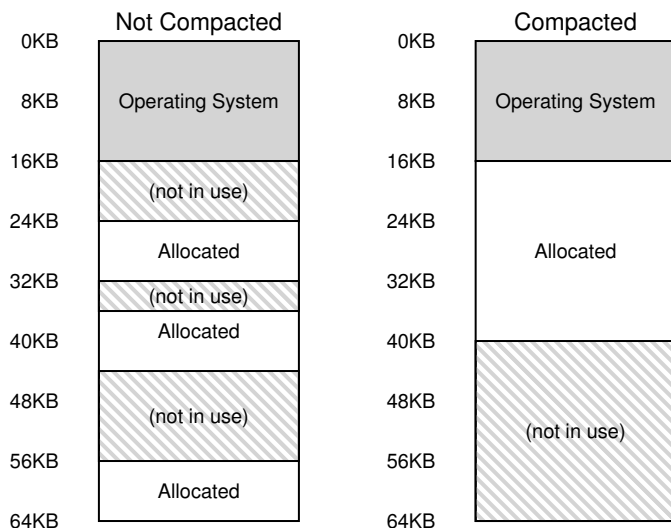 Not Compacted
0KB
8KB
16KB
24KB
32KB
40KB
48KB
56KB
64KB
Operating System
(not in use)
Allocated
(not in use)
Allocated
(not in use)
Allocated
Compacted
0KB
8KB
16KB
24KB
32KB
40KB
48KB
56KB
64KB
Operating System
Allocated
(not in use)